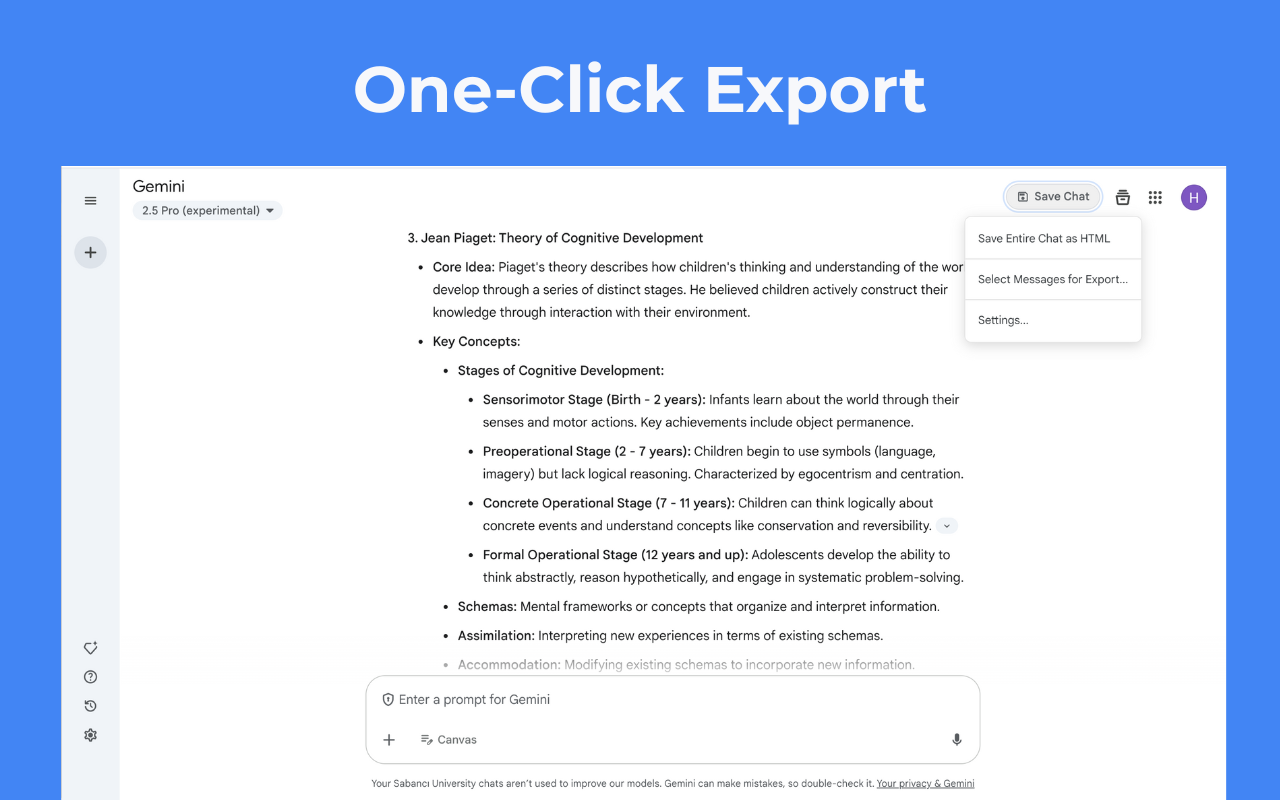 One-Click Export
Gemini
2.5 Pro (experimental)
Save Chat
H
Save Entire Chat as HTML
Select Messages for Export...
Settings...
3. Jean Piaget: Theory of Cognitive Development
• Core Idea: Piaget's theory describes how children's thinking and understanding of the wor
develop through a series of distinct stages. He believed children actively construct their
knowledge through interaction with their environment.
• Key Concepts:
• Stages of Cognitive Development:
• Sensorimotor Stage (Birth - 2 years): Infants learn about the world through their
senses and motor actions. Key achievements include object permanence.
• Preoperational Stage (2 - 7 years): Children begin to use symbols (language,
imagery) but lack logical reasoning. Characterized by egocentrism and centration.
• Concrete Operational Stage (7 - 11 years): Children can think logically about
concrete events and understand concepts like conservation and reversibility.
• Formal Operational Stage (12 years and up): Adolescents develop the ability to
think abstractly, reason hypothetically, and engage in systematic problem-solving.
• Schemas: Mental frameworks or concepts that organize and interpret information.
• Assimilation: Interpreting new experiences in terms of existing schemas.
• Accommodation: Modifying existing schemas to incorporate new information.
Enter a prompt for Gemini
Canvas
Your Sabancı University chats aren't used to improve our models. Gemini can make mistakes, so double-check it. Your privacy & Gemini